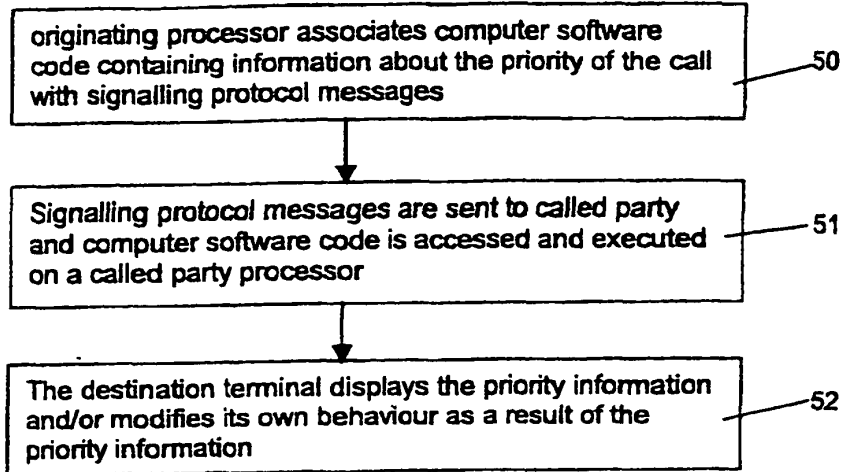 originating processor associates computer software
code containing information about the priority of the call
with signalling protocol messages
50
Signalling protocol messages are sent to called party
and computer software code is accessed and executed
on a called party processor
51
The destination terminal displays the priority information
and/or modifies its own behaviour as a result of the
priority information
52